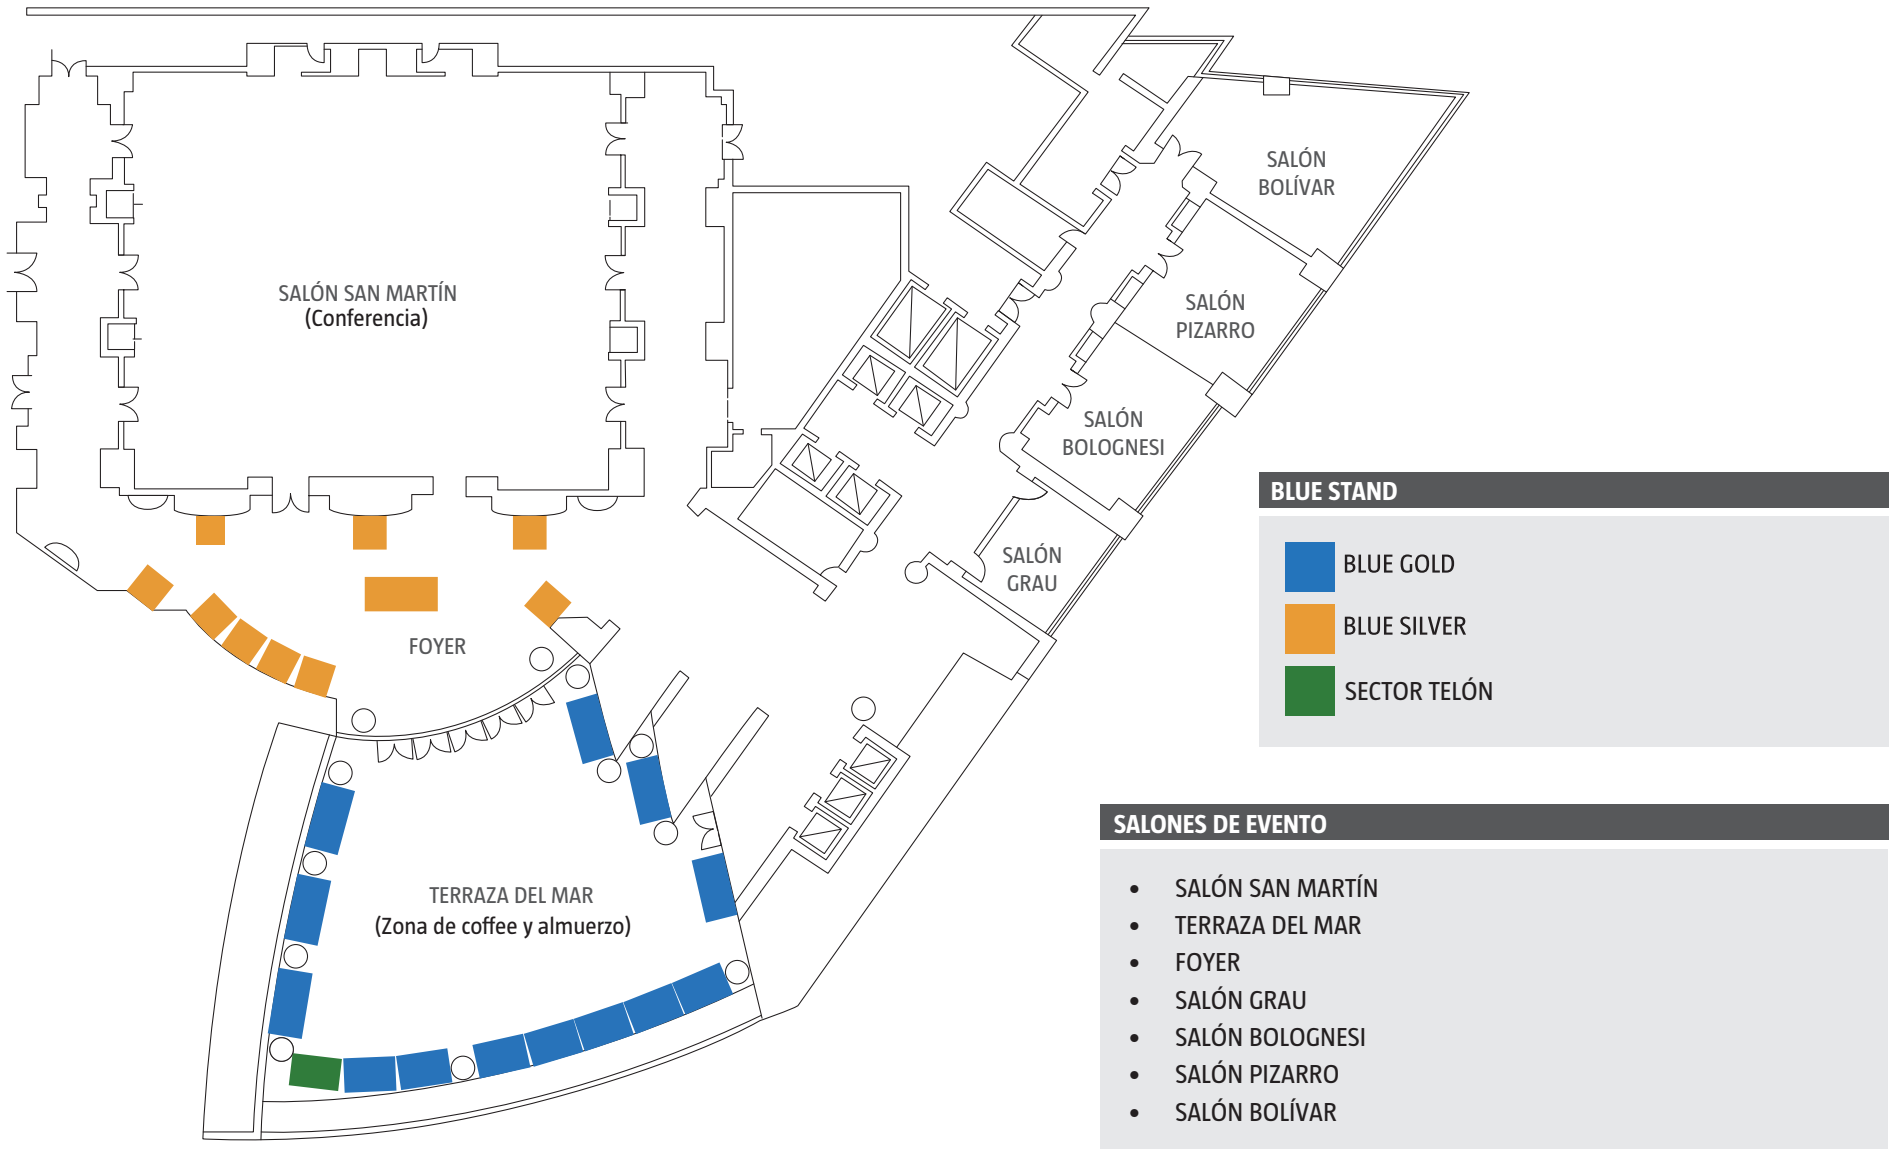 SALÓN SAN MARTÍN
(Conferencia)
SALÓN
BOLÍVAR
SALÓN
PIZARRO
SALÓN
BOLOGNESI
SALÓN
GRAU
FOYER
TERRAZA DEL MAR
(Zona de coffee y almuerzo)
BLUE STAND
BLUE GOLD
BLUE SILVER
SECTOR TELÓN
SALONES DE EVENTO
• SALÓN SAN MARTÍN
• TERRAZA DEL MAR
• FOYER
• SALÓN GRAU
• SALÓN BOLOGNESI
• SALÓN PIZARRO
• SALÓN BOLÍVAR